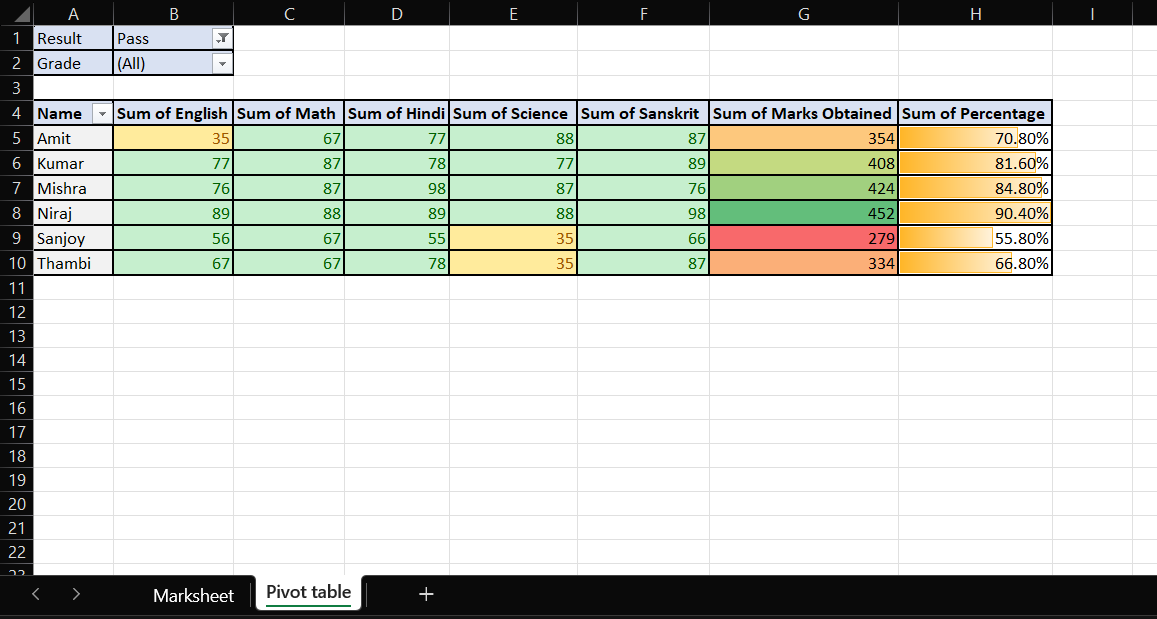 A B C D E F G H I
1 Result Pass
2 Grade (All)
3
4 Name Sum of English Sum of Math Sum of Hindi Sum of Science Sum of Sanskrit Sum of Marks Obtained Sum of Percentage
5 Amit 35 67 77 88 87 354 70.80%
6 Kumar 77 87 78 77 89 408 81.60%
7 Mishra 76 87 98 87 76 424 84.80%
8 Niraj 89 88 89 88 98 452 90.40%
9 Sanjoy 56 67 55 35 66 279 55.80%
10 Thambi 67 67 78 35 87 334 66.80%
11
12
13
14
15
16
17
18
19
20
21
22
23
Marksheet Pivot table +